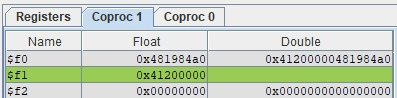 Registers Coproc 1 Coproc 0
Name Float Double
$f0 0x481984a0 0x41200000481984a0
$f1 0x41200000
$f2 0x00000000 0x0000000000000000